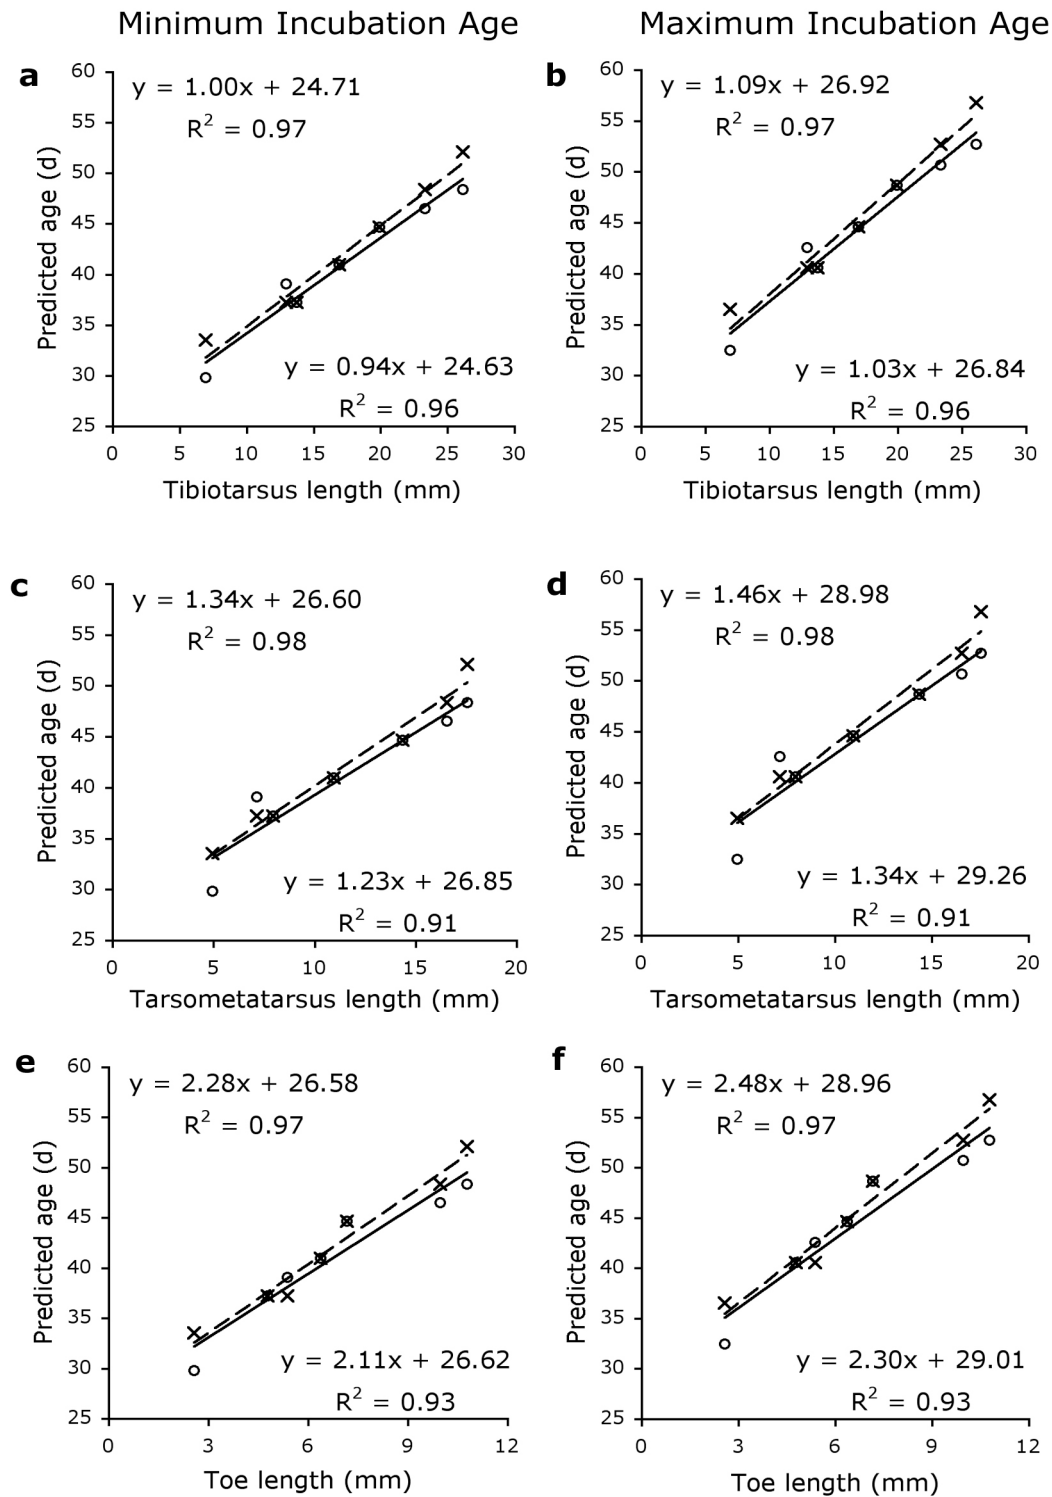 Minimum Incubation Age
Maximum Incubation Age
a
60
55
50
45
40
35
30
25
Predicted age (d)
y = 1.00x + 24.71
R² = 0.97
y = 0.94x + 24.63
R² = 0.96
0 5 10 15 20 25 30
Tibiotarsus length (mm)
b
60
55
50
45
40
35
30
25
Predicted age (d)
y = 1.09x + 26.92
R² = 0.97
y = 1.03x + 26.84
R² = 0.96
0 5 10 15 20 25 30
Tibiotarsus length (mm)
c
60
55
50
45
40
35
30
25
Predicted age (d)
y = 1.34x + 26.60
R² = 0.98
y = 1.23x + 26.85
R² = 0.91
0 5 10 15 20
Tarsometatarsus length (mm)
d
60
55
50
45
40
35
30
25
Predicted age (d)
y = 1.46x + 28.98
R² = 0.98
y = 1.34x + 29.26
R² = 0.91
0 5 10 15 20
Tarsometatarsus length (mm)
e
60
55
50
45
40
35
30
25
Predicted age (d)
y = 2.28x + 26.58
R² = 0.97
y = 2.11x + 26.62
R² = 0.93
0 3 6 9 12
Toe length (mm)
f
60
55
50
45
40
35
30
25
Predicted age (d)
y = 2.48x + 28.96
R² = 0.97
y = 2.30x + 29.01
R² = 0.93
0 3 6 9 12
Toe length (mm)